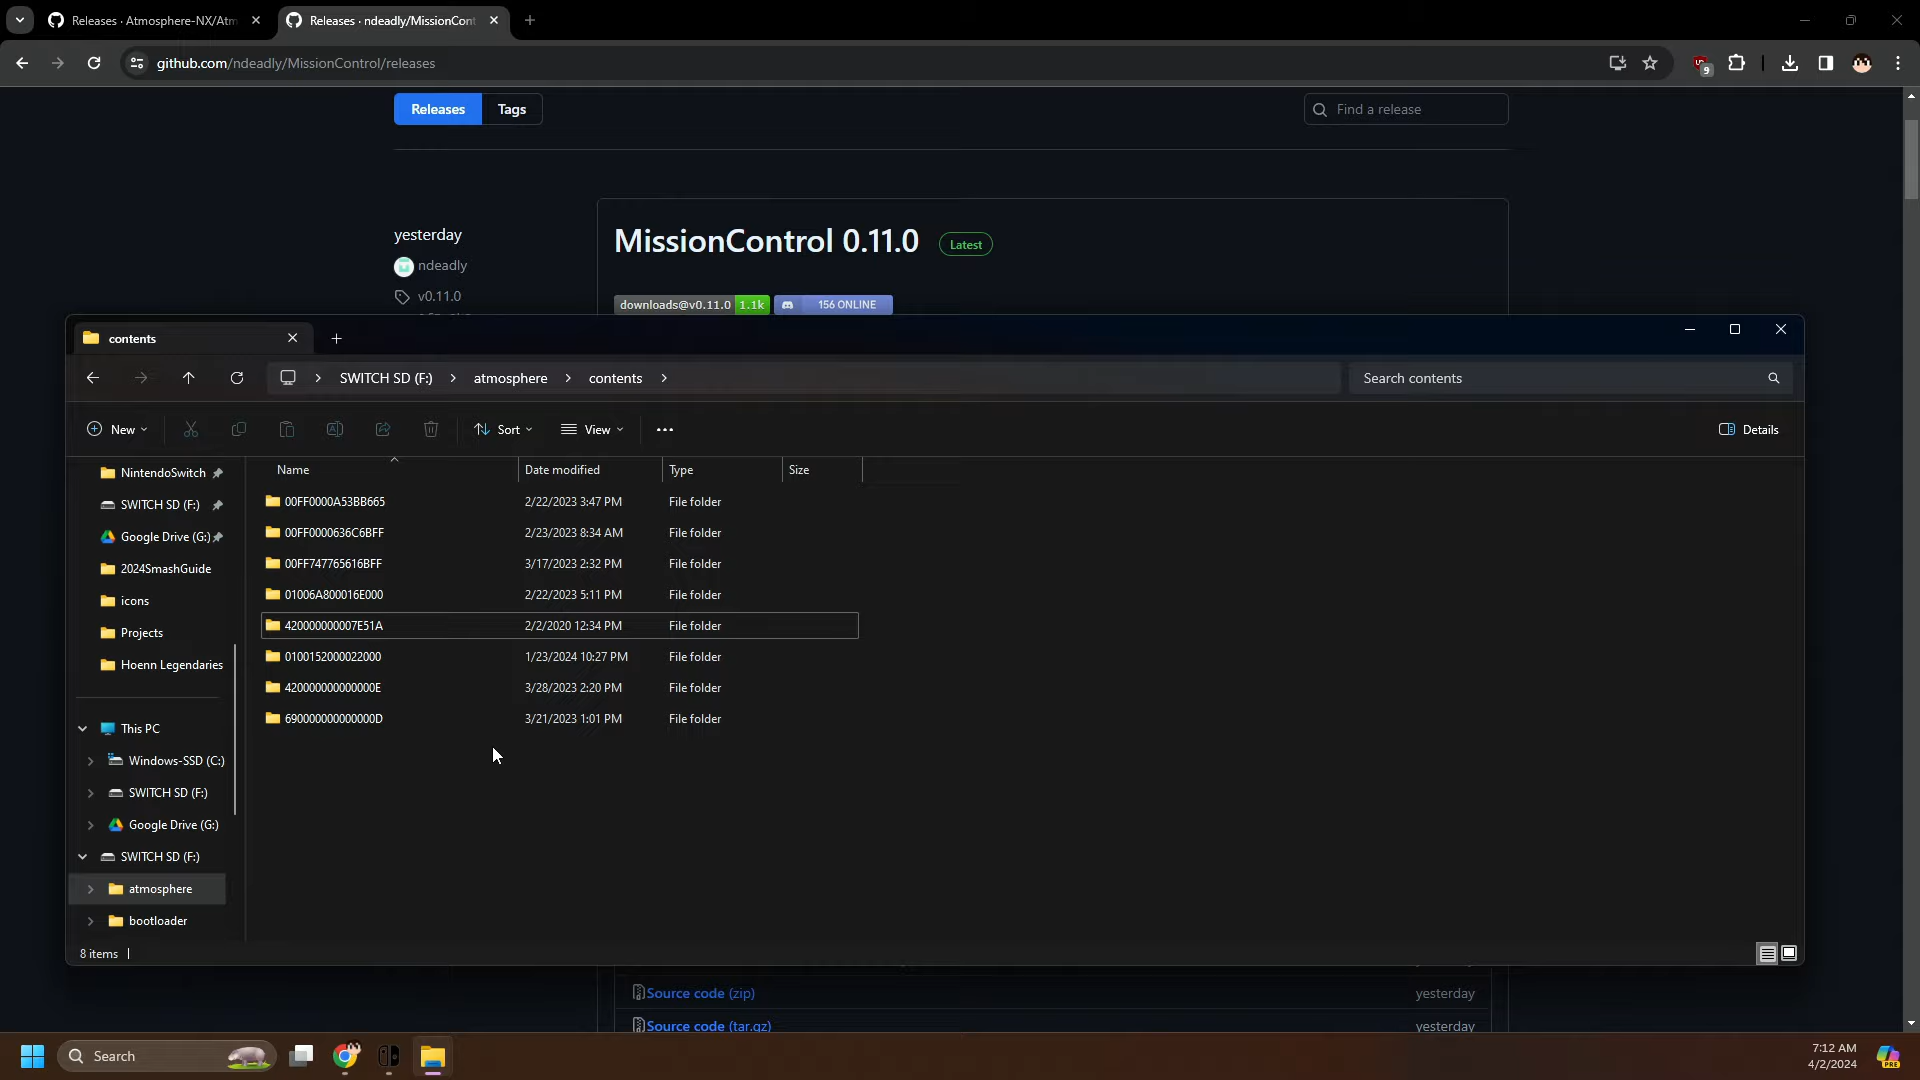 Releases · Atmosphere-NX/Atm
Releases · ndeadly/MissionCont
github.com/ndeadly/MissionControl/releases
9
Releases
Tags
Find a release
yesterday
ndeadly
v0.11.0
MissionControl 0.11.0
Latest
downloads@v0.11.0 1.1k
156 ONLINE
contents
SWITCH SD (F:) > atmosphere > contents >
Search contents
New
Sort
View
Details
NintendoSwitch
SWITCH SD (F:)
Google Drive (G:)
2024SmashGuide
icons
Projects
Hoenn Legendaries
This PC
Windows-SSD (C:)
SWITCH SD (F:)
Google Drive (G:)
SWITCH SD (F:)
atmosphere
bootloader
Name Date modified Type Size
00FF0000A53BB665 2/22/2023 3:47 PM File folder
00FF0000636C6BFF 2/23/2023 8:34 AM File folder
00FF747765616BFF 3/17/2023 2:32 PM File folder
01006A800016E000 2/22/2023 5:11 PM File folder
420000000007E51A 2/2/2020 12:34 PM File folder
0100152000022000 1/23/2024 10:27 PM File folder
420000000000000E 3/28/2023 2:20 PM File folder
690000000000000D 3/21/2023 1:01 PM File folder
8 items
Source code (zip) yesterday
Source code (tar.gz) yesterday
Search
7:12 AM
4/2/2024
PRE